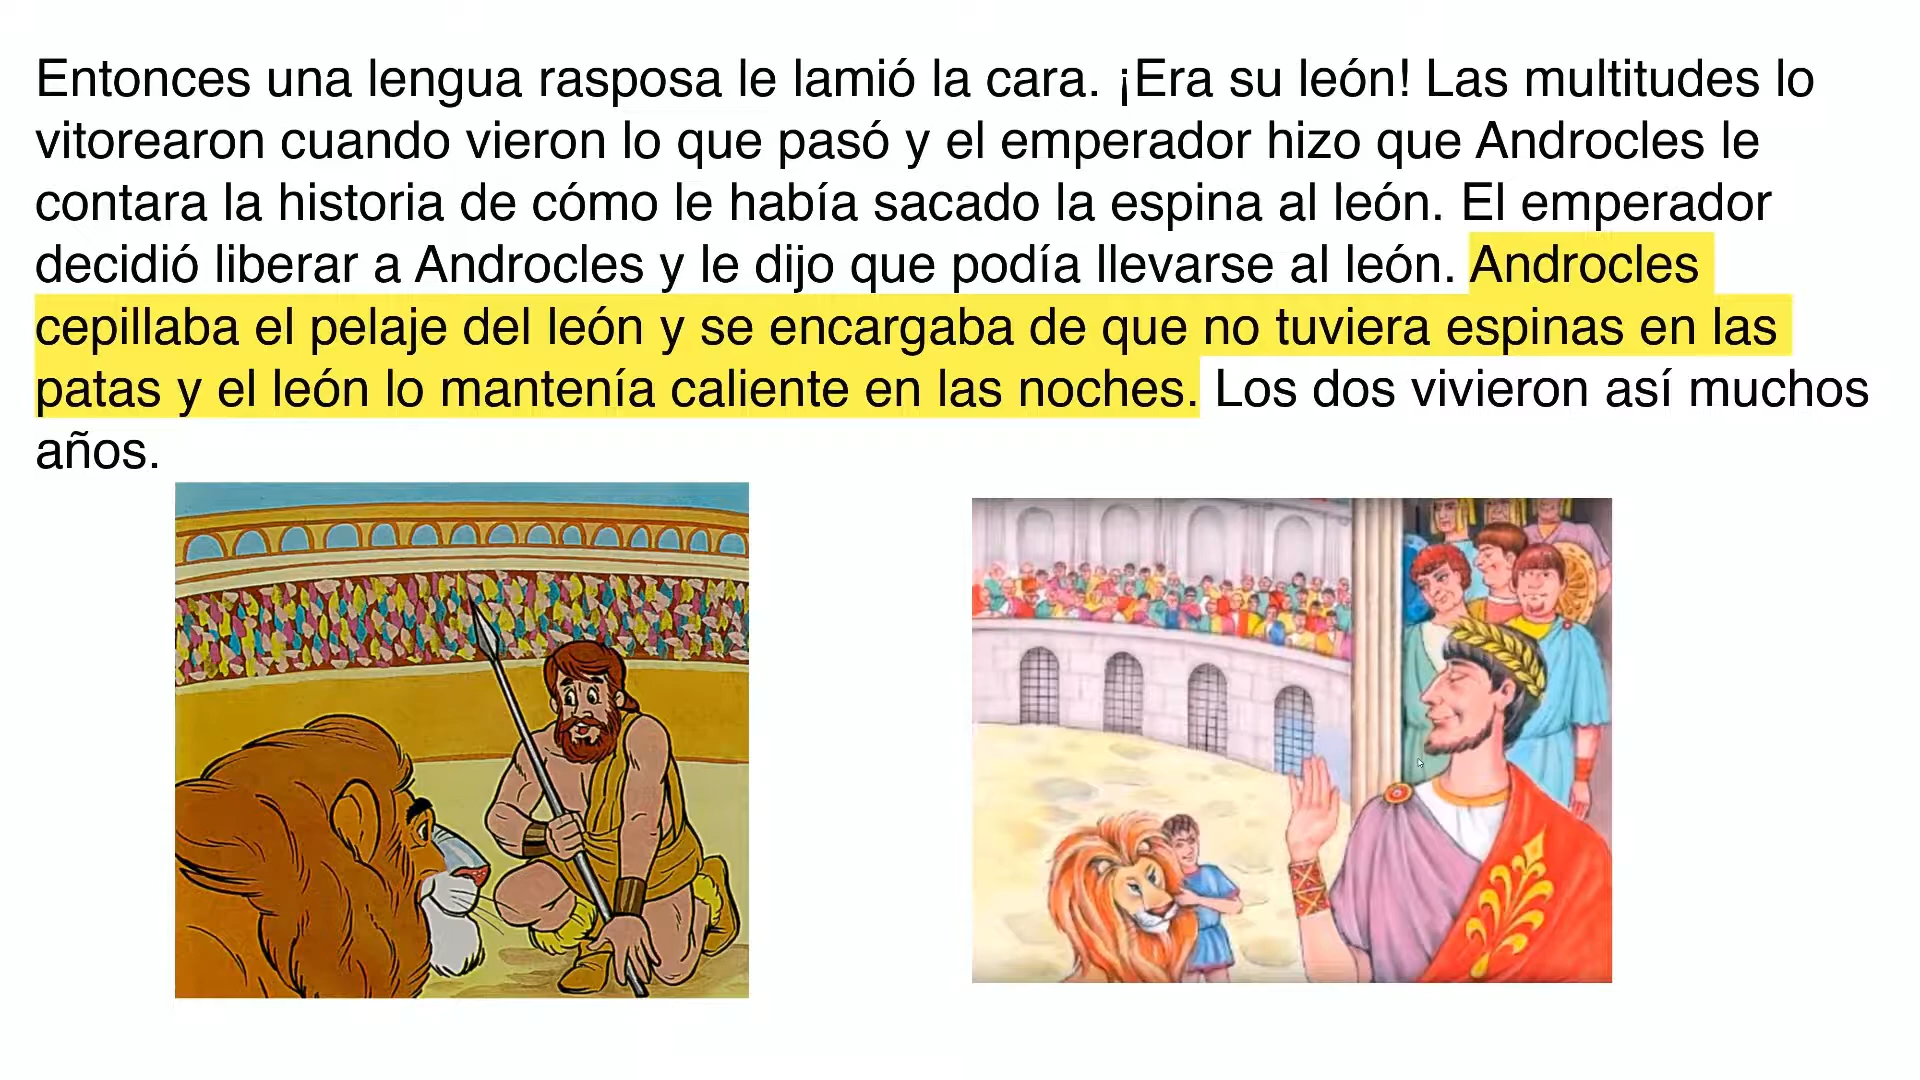 Entonces una lengua rasposa le lamió la cara. ¡Era su león! Las multitudes lo
vitorearon cuando vieron lo que pasó y el emperador hizo que Androcles le
contara la historia de cómo le había sacado la espina al león. El emperador
decidió liberar a Androcles y le dijo que podía llevarse al león. Androcles
cepillaba el pelaje del león y se encargaba de que no tuviera espinas en las
patas y el león lo mantenía caliente en las noches. Los dos vivieron así muchos
años.